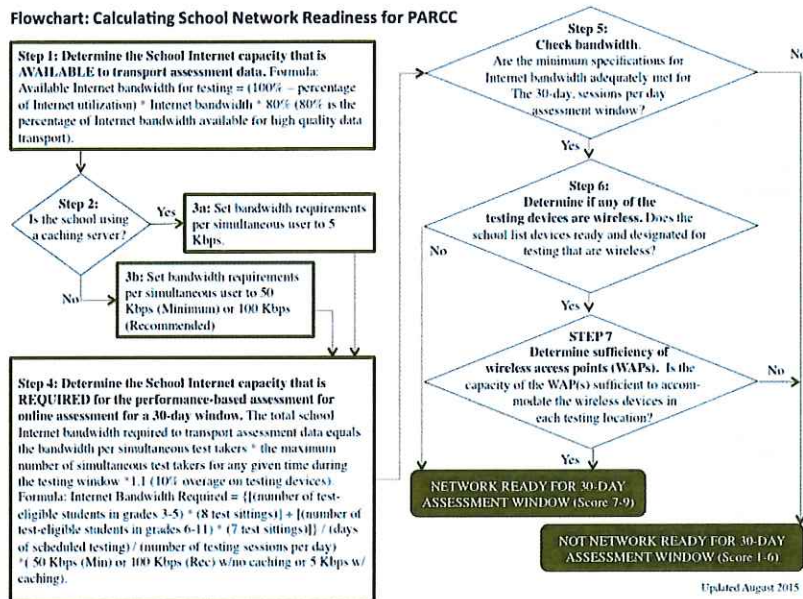 Flowchart: Calculating School Network Readiness for PARCC
Step 1: Determine the School Internet capacity that is
AVAILABLE to transport assessment data. Formula:
Available Internet bandwidth for testing = (100% – percentage
of Internet utilization) * Internet bandwidth * 80% (80% is the
percentage of Internet bandwidth available for high quality data
transport).
Step 2:
Is the school using
a caching server?
Yes
3a: Set bandwidth requirements
per simultaneous user to 5
Kbps.
No
3b: Set bandwidth requirements
per simultaneous user to 50
Kbps (Minimum) or 100 Kbps
(Recommended)
Step 4: Determine the School Internet capacity that is
REQUIRED for the performance-based assessment for
online assessment for a 30-day window. The total school
Internet bandwidth required to transport assessment data equals
the bandwidth per simultaneous test takers * the maximum
number of simultaneous test takers for any given time during
the testing window *1.1 (10% overage on testing devices).
Formula: Internet Bandwidth Required = {[(number of test-
eligible students in grades 3-5) * (8 test sittings)] + [(number of
test-eligible students in grades 6-11) * (7 test sittings)]} / (days
of scheduled testing) / (number of testing sessions per day)
*( 50 Kbps (Min) or 100 Kbps (Rec) w/no caching or 5 Kbps w/
caching).
Step 5:
Check bandwidth.
Are the minimum specifications for
Internet bandwidth adequately met for
The 30-day, sessions per day
assessment window?
No
Yes
Step 6:
Determine if any of the
testing devices are wireless. Does the
school list devices ready and designated for
testing that are wireless?
No
Yes
STEP 7
Determine sufficiency of
wireless access points (WAPs). Is the
capacity of the WAP(s) sufficient to accom-
modate the wireless devices in
each testing location?
No
Yes
NETWORK READY FOR 30-DAY
ASSESSMENT WINDOW (Score 7-9)
NOT NETWORK READY FOR 30-DAY
ASSESSMENT WINDOW (Score 1-6)
Updated August 2015